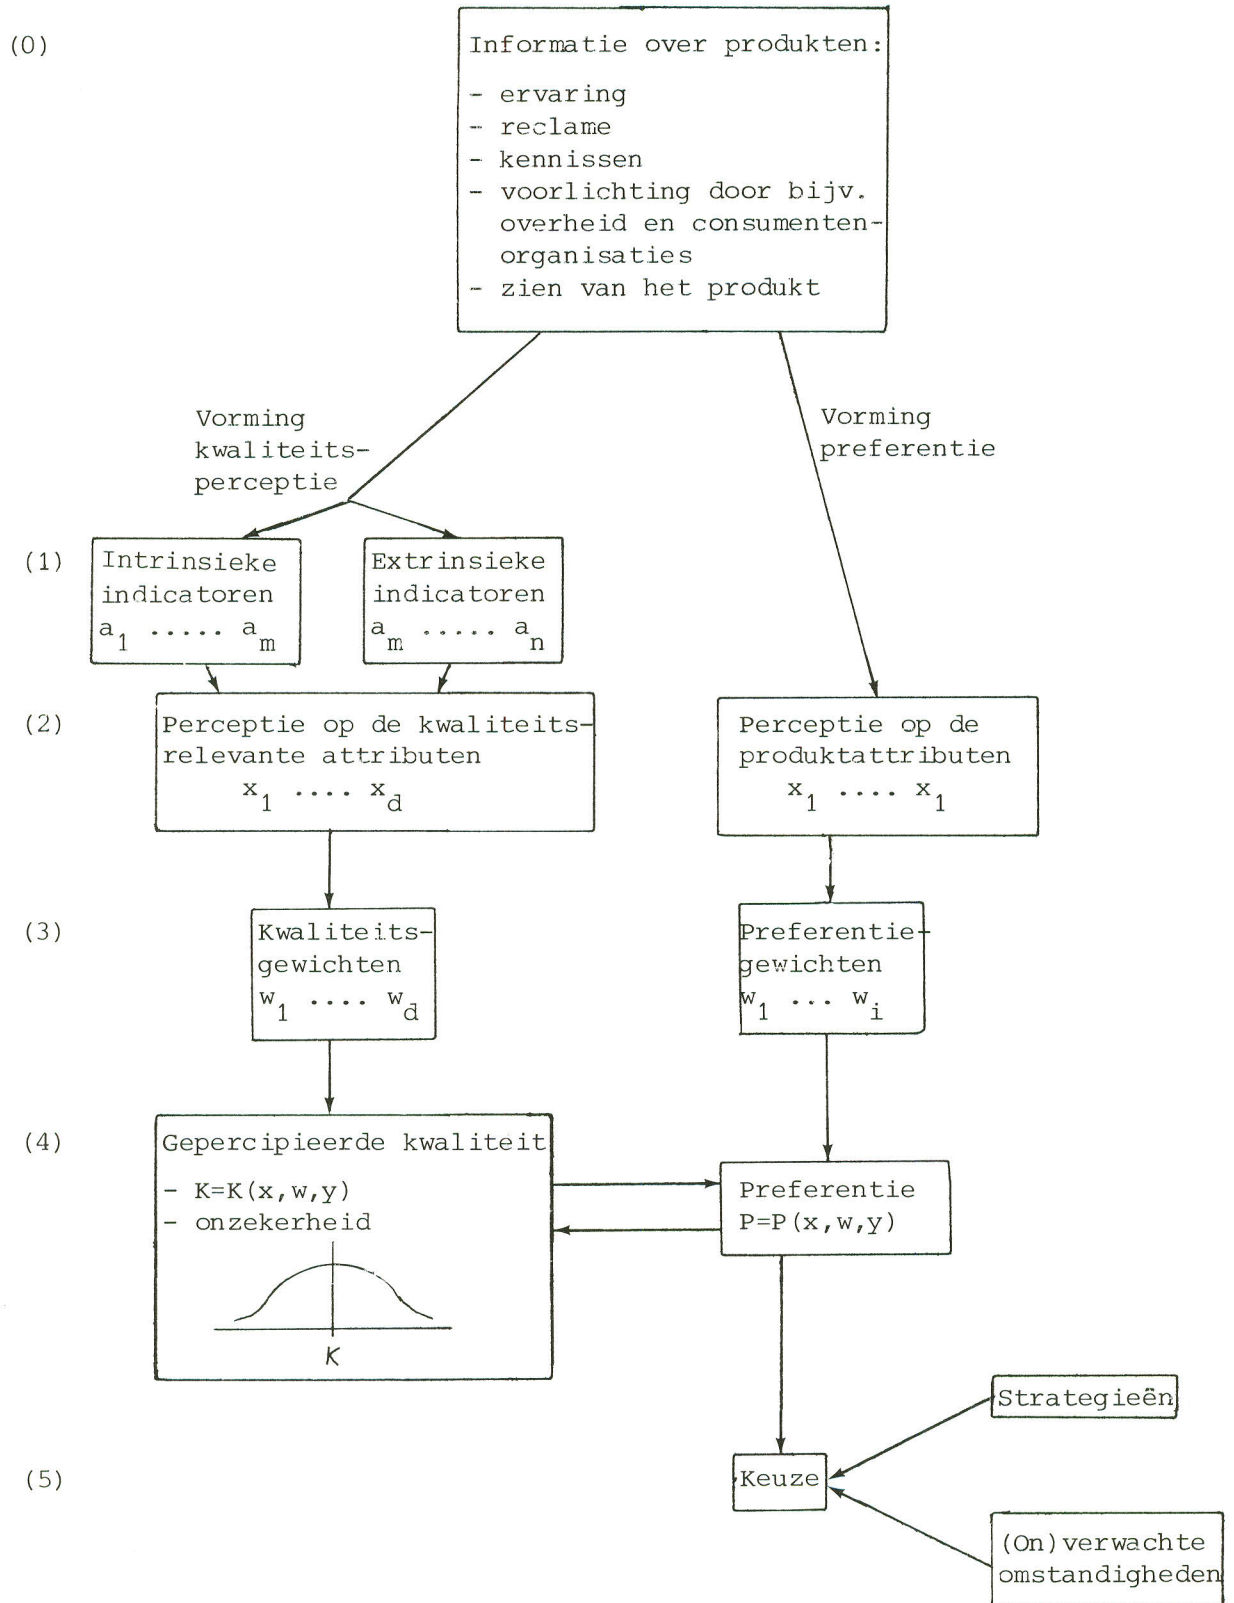 (0)
Informatie over produkten:
- ervaring
- reclame
- kennissen
- voorlichting door bijv.
overheid en consumenten-
organisaties
- zien van het produkt
Vorming
kwaliteits-
perceptie
Vorming
preferentie
(1)
Intrinsieke
indicatoren
a1 ..... am
Extrinsieke
indicatoren
am ..... an
(2)
Perceptie op de kwaliteits-
relevante attributen
x1 .... xd
Perceptie op de
produktattributen
x1 .... x1
(3)
Kwaliteits-
gewichten
w1 .... wd
Preferentie-
gewichten
w1 ... wi
(4)
Gepercipieerde kwaliteit
- K=K(x,w,y)
- onzekerheid
K
Preferentie
P=P(x,w,y)
Strategieën
(5)
Keuze
(On)verwachte
omstandigheden